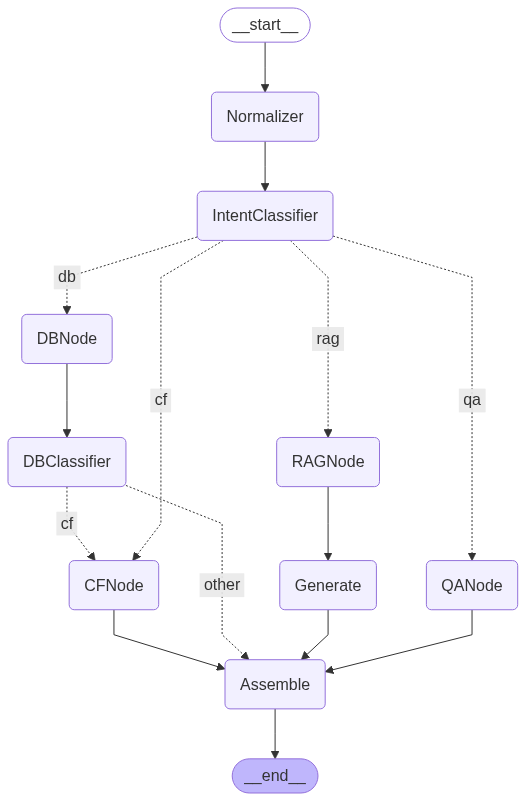 __start__
Normalizer
IntentClassifier
db
DBNode
rag
cf
qa
DBClassifier
RAGNode
cf
CFNode
other
Generate
QANode
Assemble
__end__